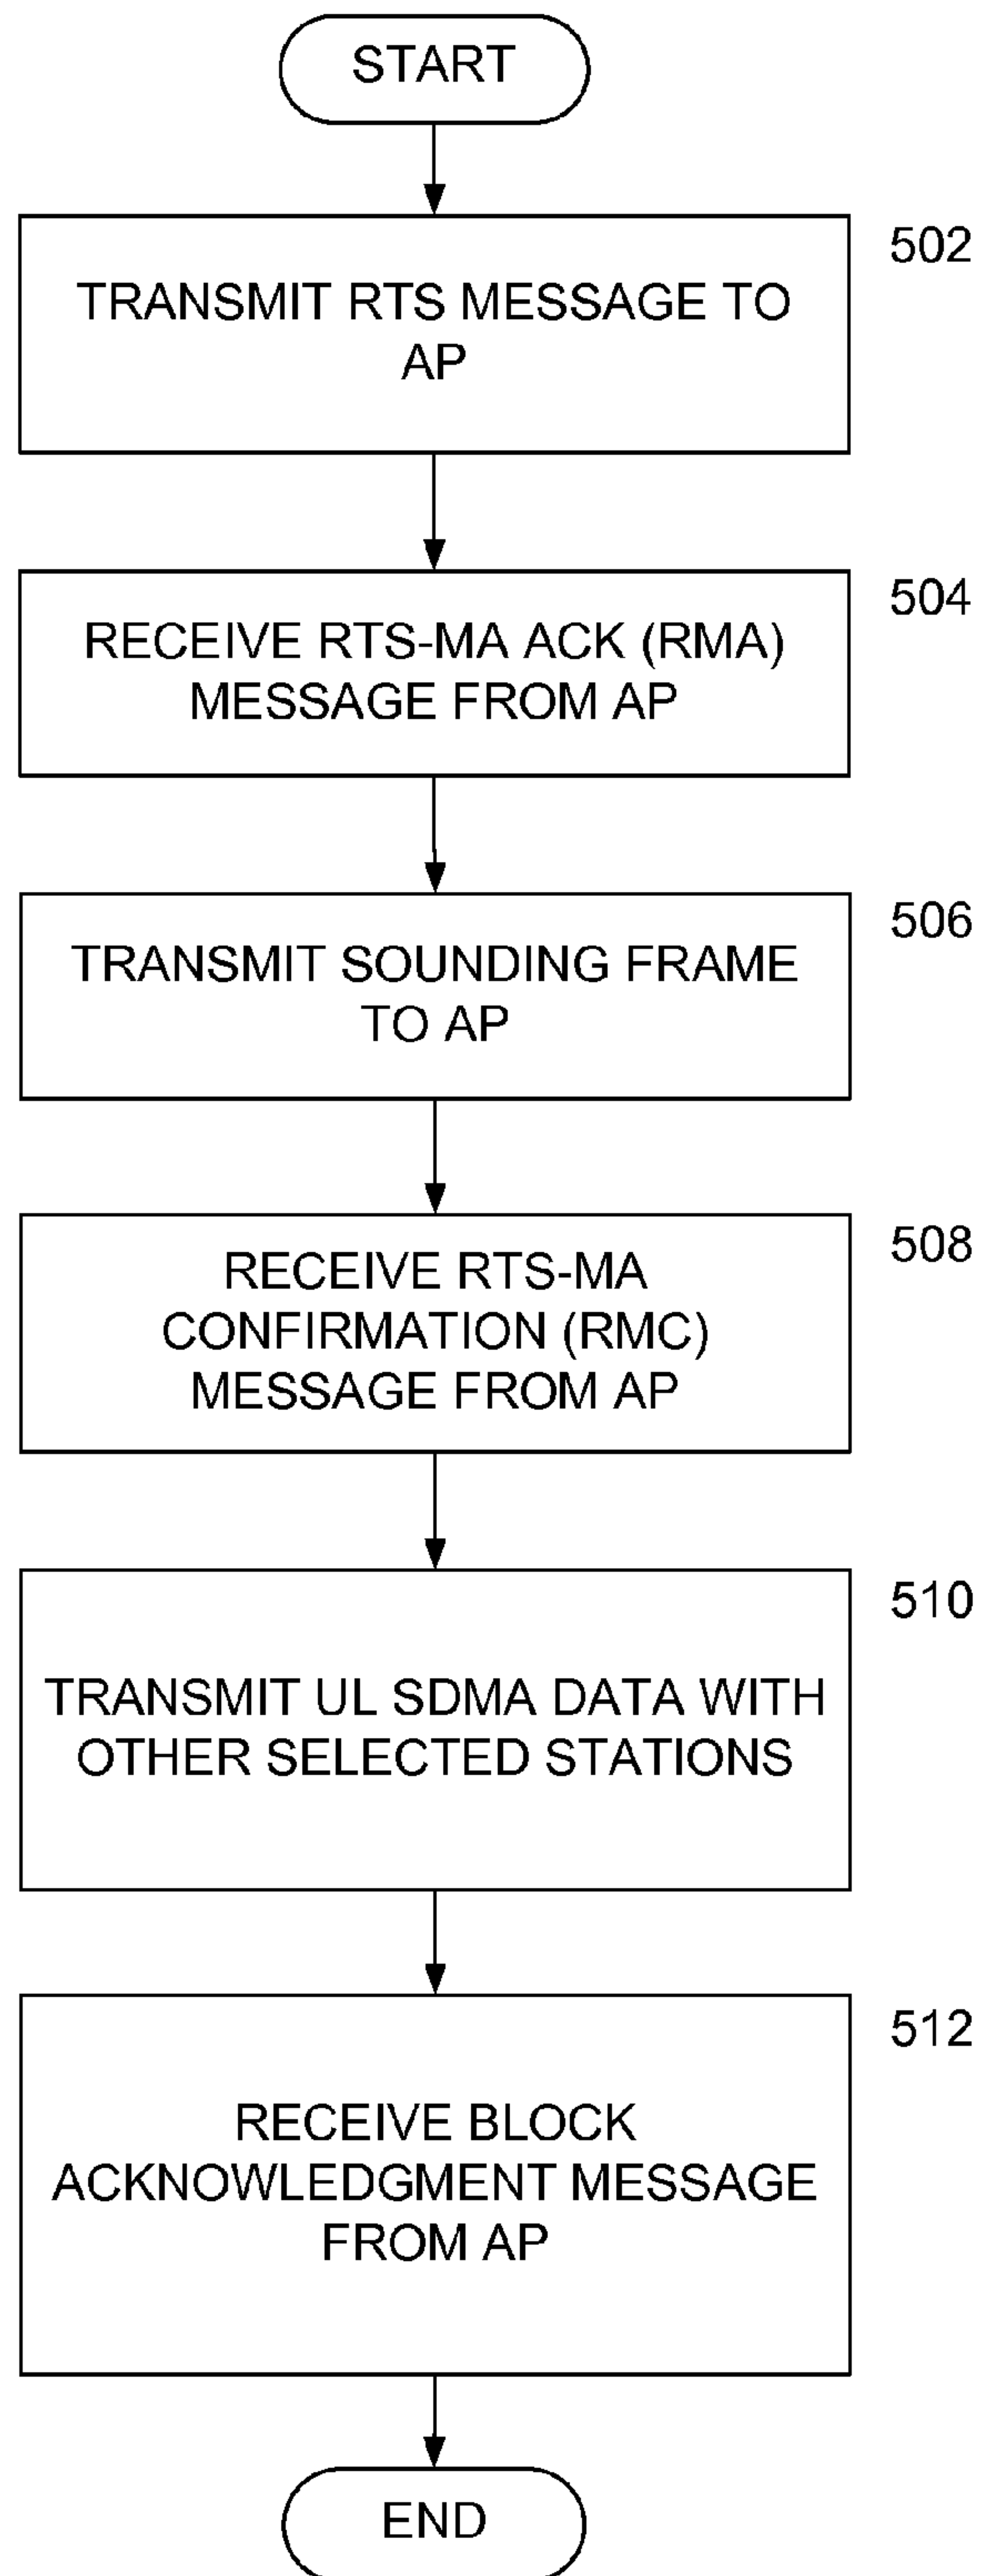 START
502
TRANSMIT RTS MESSAGE TO
AP
504
RECEIVE RTS-MA ACK (RMA)
MESSAGE FROM AP
506
TRANSMIT SOUNDING FRAME
TO AP
508
RECEIVE RTS-MA
CONFIRMATION (RMC)
MESSAGE FROM AP
510
TRANSMIT UL SDMA DATA WITH
OTHER SELECTED STATIONS
512
RECEIVE BLOCK
ACKNOWLEDGMENT MESSAGE
FROM AP
END